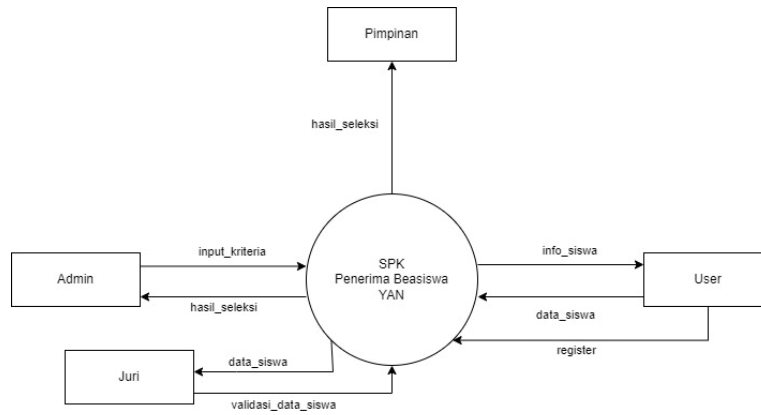 Pimpinan
hasil_seleksi
input_kriteria
Admin
hasil_seleksi
SPK
Penerima Beasiswa
YAN
info_siswa
User
data_siswa
register
data_siswa
Juri
validasi_data_siswa